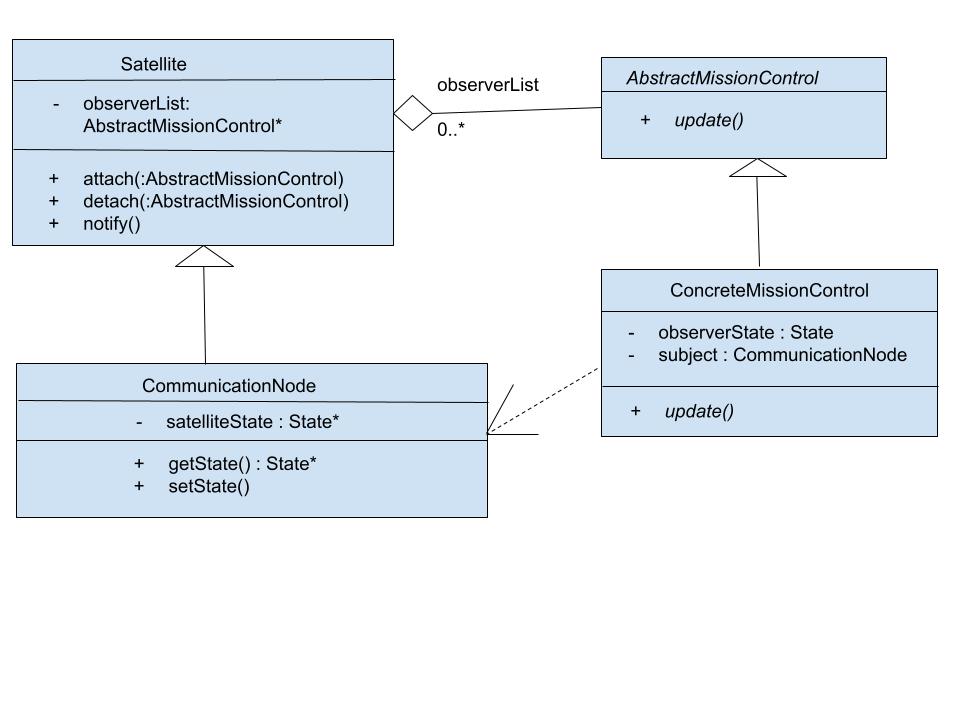 Satellite
- observerList:
AbstractMissionControl*
+ attach(:AbstractMissionControl)
+ detach(:AbstractMissionControl)
+ notify()
observerList
0..*
AbstractMissionControl
+ update()
ConcreteMissionControl
- observerState : State
- subject : CommunicationNode
+ update()
CommunicationNode
- satelliteState : State*
+ getState() : State*
+ setState()